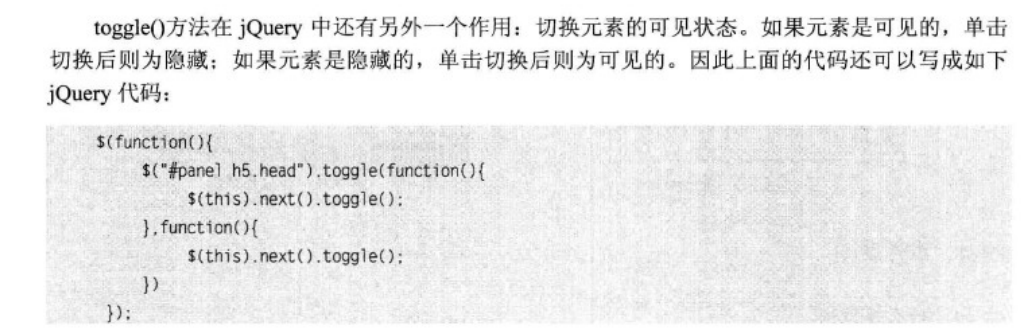 toggle()方法在 jQuery 中还有另外一个作用：切换元素的可见状态。如果元素是可见的，单击
切换后则为隐藏；如果元素是隐藏的，单击切换后则为可见的。因此上面的代码还可以写成如下
jQuery 代码：
$(function(){
$("#panel h5.head").toggle(function(){
$(this).next().toggle();
},function(){
$(this).next().toggle();
})
});